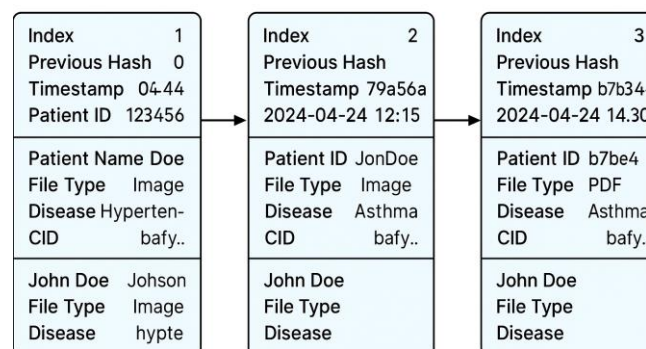 Index 1
Previous Hash 0
Timestamp 04-44
Patient ID 123456
Patient Name Doe
File Type Image
Disease Hyperten-
CID bafy..
John Doe Johson
File Type Image
Disease hypte
Index 2
Previous Hash
Timestamp 79a56a
2024-04-24 12:15
Patient ID JonDoe
File Type Image
Disease Asthma
CID bafy..
John Doe
File Type
Disease
Index 3
Previous Hash
Timestamp b7b34
2024-04-24 14.30
Patient ID b7be4
File Type PDF
Disease Asthma
CID bafy.
John Doe
File Type
Disease